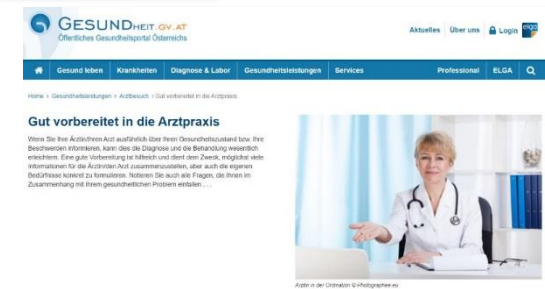 GESUNDHEIT.GV.AT
Öffentliches Gesundheitsportal Österreichs
Aktuelles Über uns Login elga
Gesund leben Krankheiten Diagnose & Labor Gesundheitsleistungen Services Professional ELGA
Home > Gesundheitsleistungen > Arztbesuch > Gut vorbereitet in die Arztpraxis
Gut vorbereitet in die Arztpraxis
Wenn Sie Ihre Ärztin/Ihren Arzt ausführlich über Ihren Gesundheitszustand bzw. Ihre
Beschwerden informieren, kann dies die Diagnose und die Behandlung wesentlich
erleichtern. Eine gute Vorbereitung ist hilfreich und dient dem Zweck, möglichst viele
Informationen für die Ärztin/den Arzt zusammenzustellen, aber auch die eigenen
Bedürfnisse konkret zu formulieren. Notieren Sie auch alle Fragen, die Ihnen im
Zusammenhang mit Ihrem gesundheitlichen Problem einfallen . . .
Ärztin in der Ordination © Photographee.eu